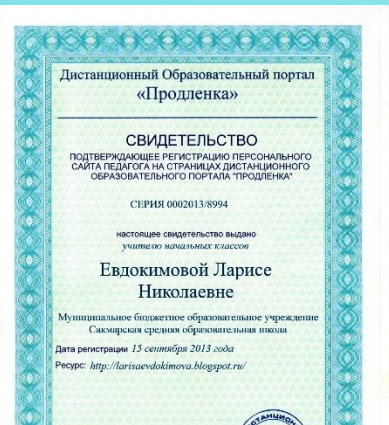 Дистанционный Образовательный портал
«Продленка»
СВИДЕТЕЛЬСТВО
ПОДТВЕРЖДАЮЩЕЕ РЕГИСТРАЦИЮ ПЕРСОНАЛЬНОГО
САЙТА ПЕДАГОГА НА СТРАНИЦАХ ДИСТАНЦИОННОГО
ОБРАЗОВАТЕЛЬНОГО ПОРТАЛА "ПРОДЛЕНКА"
СЕРИЯ 0002013/8994
настоящее свидетельство выдано
учителю начальных классов
Евдокимовой Ларисе
Николаевне
Муниципальное бюджетное образовательное учреждение
Сакмарская средняя образовательная школа
Дата регистрации 15 сентября 2013 года
Ресурс: http://larisaevdokimova.blogspot.ru/